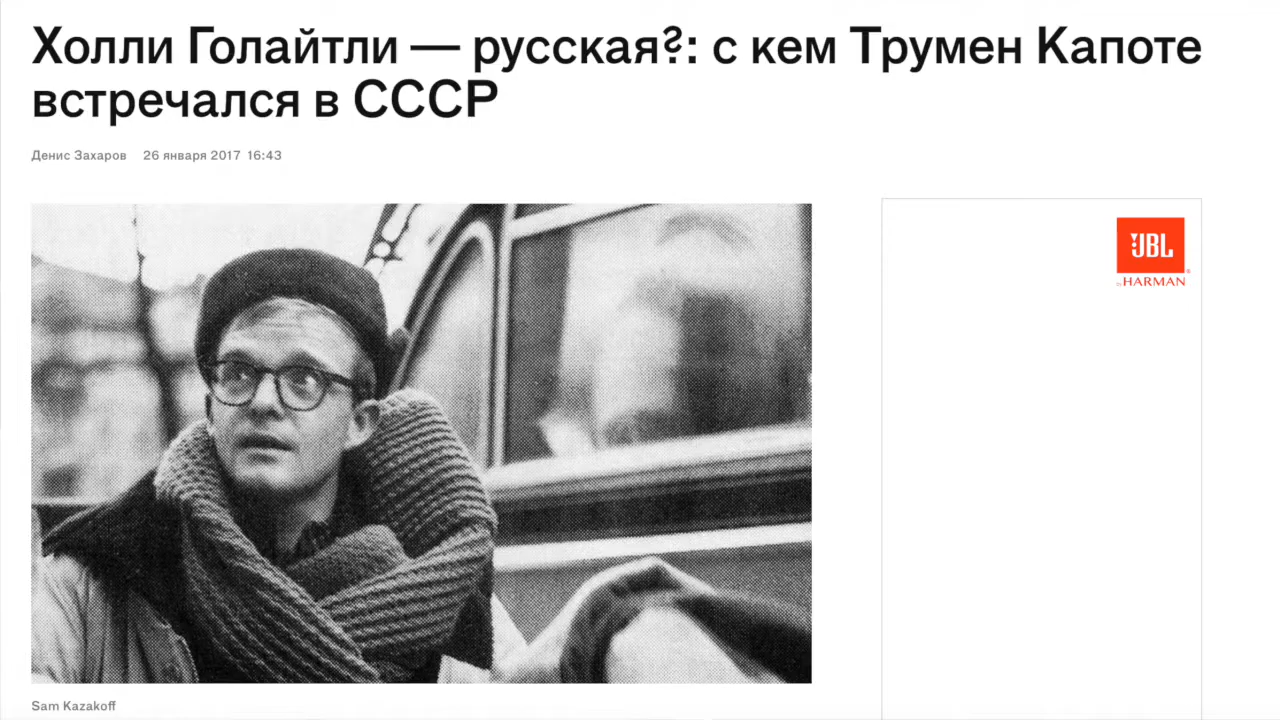 Холли Голайтли — русская?: с кем Трумен Капоте
встречался в СССР
Денис Захаров 26 января 2017 16:43
JBL
by HARMAN
Sam Kazakoff